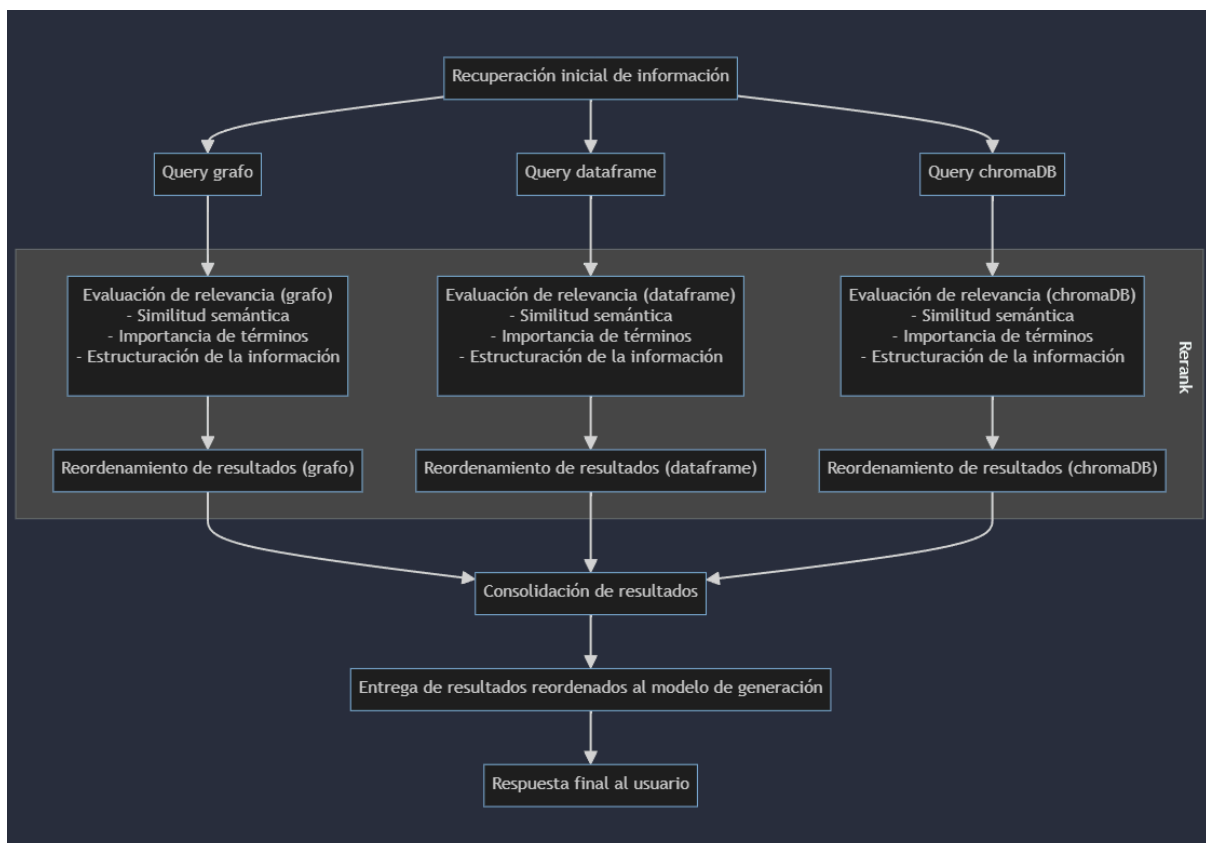 Recuperación inicial de información
Query grafo
Query dataframe
Query chromaDB
Evaluación de relevancia (grafo)
- Similitud semántica
- Importancia de términos
- Estructuración de la información
Evaluación de relevancia (dataframe)
- Similitud semántica
- Importancia de términos
- Estructuración de la información
Evaluación de relevancia (chromaDB)
- Similitud semántica
- Importancia de términos
- Estructuración de la información
Rerank
Reordenamiento de resultados (grafo)
Reordenamiento de resultados (dataframe)
Reordenamiento de resultados (chromaDB)
Consolidación de resultados
Entrega de resultados reordenados al modelo de generación
Respuesta final al usuario